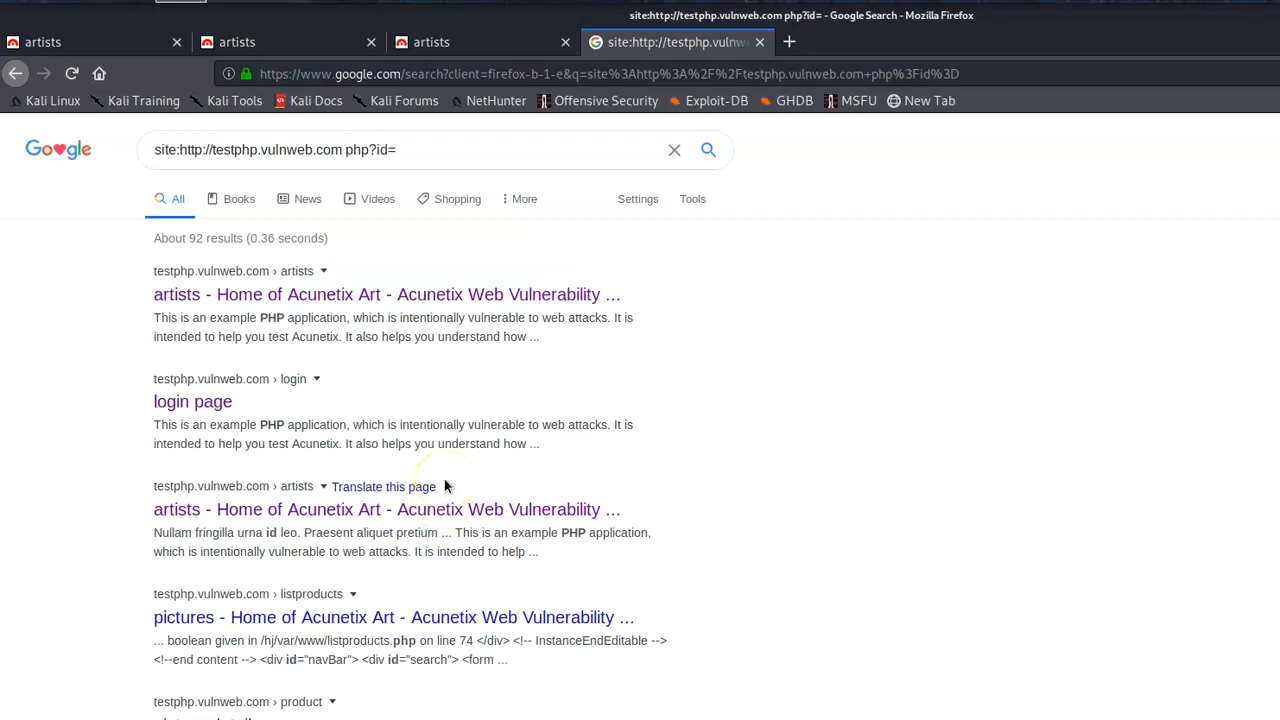 site:http://testphp.vulnweb.com php?id= - Google Search - Mozilla Firefox
artists artists artists site:http://testphp.vulnw
https://www.google.com/search?client=firefox-b-1-e&q=site%3Ahttp%3A%2F%2Ftestphp.vulnweb.com+php%3Fid%3D
Kali Linux Kali Training Kali Tools Kali Docs Kali Forums NetHunter Offensive Security Exploit-DB GHDB MSFU New Tab
Google site:http://testphp.vulnweb.com php?id=
All Books News Videos Shopping More Settings Tools
About 92 results (0.36 seconds)
testphp.vulnweb.com › artists
artists - Home of Acunetix Art - Acunetix Web Vulnerability ...
This is an example PHP application, which is intentionally vulnerable to web attacks. It is
intended to help you test Acunetix. It also helps you understand how ...
testphp.vulnweb.com › login
login page
This is an example PHP application, which is intentionally vulnerable to web attacks. It is
intended to help you test Acunetix. It also helps you understand how ...
testphp.vulnweb.com › artists Translate this page
artists - Home of Acunetix Art - Acunetix Web Vulnerability ...
Nullam fringilla urna id leo. Praesent aliquet pretium ... This is an example PHP application,
which is intentionally vulnerable to web attacks. It is intended to help ...
testphp.vulnweb.com › listproducts
pictures - Home of Acunetix Art - Acunetix Web Vulnerability ...
... boolean given in /hj/var/www/listproducts.php on line 74 </div> <!-- InstanceEndEditable -->
<!--end content --> <div id="navBar"> <div id="search"> <form ...
testphp.vulnweb.com › product